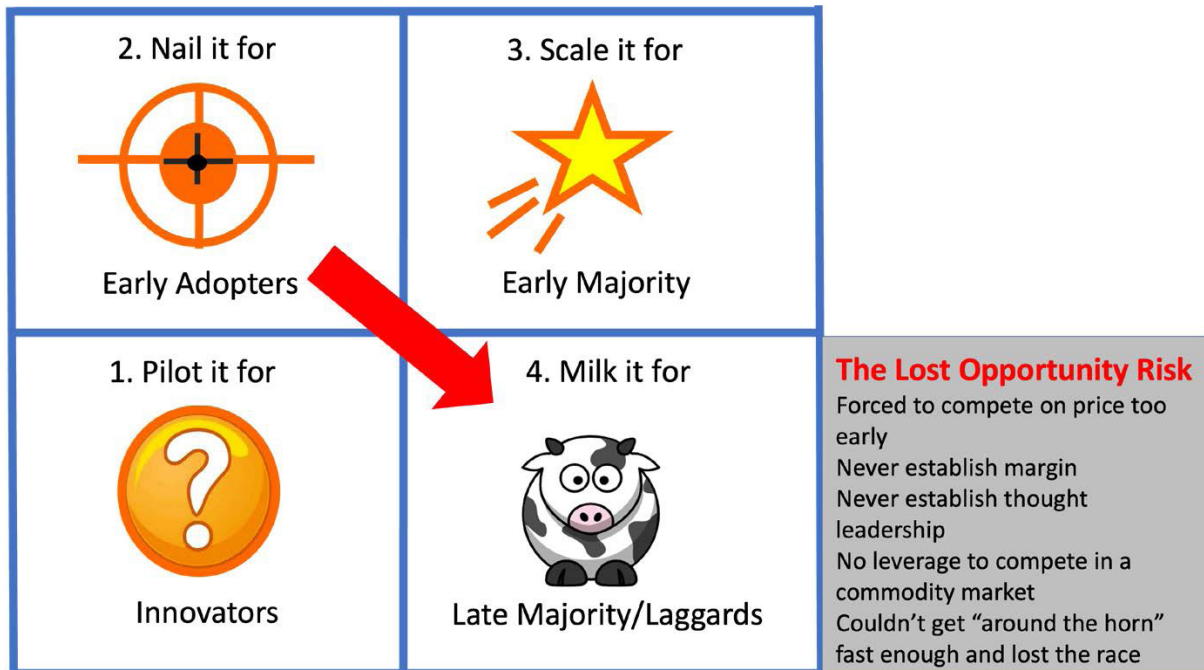 2. Nail it for
Early Adopters
3. Scale it for
Early Majority
1. Pilot it for
?
Innovators
4. Milk it for
Late Majority/Laggards
The Lost Opportunity Risk
Forced to compete on price too
early
Never establish margin
Never establish thought
leadership
No leverage to compete in a
commodity market
Couldn’t get “around the horn”
fast enough and lost the race